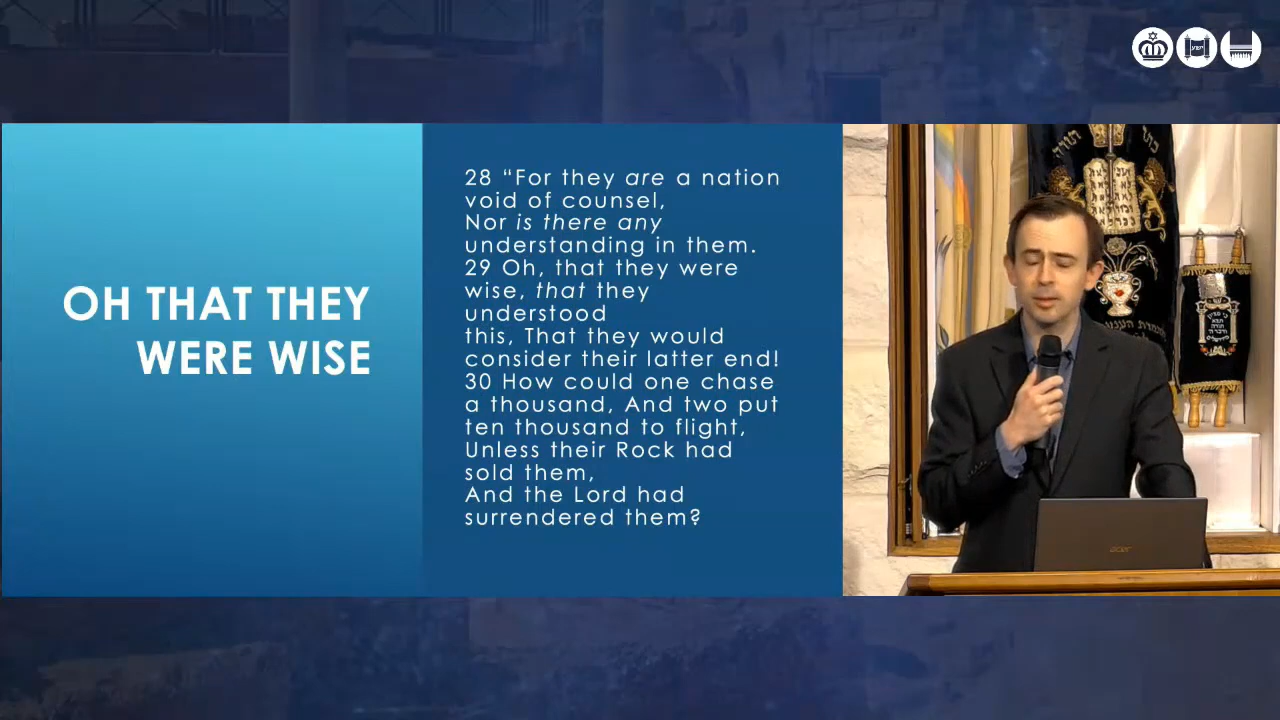 OH THAT THEY
WERE WISE
28 “For they are a nation
void of counsel,
Nor is there any
understanding in them.
29 Oh, that they were
wise, that they
understood
this, That they would
consider their latter end!
30 How could one chase
a thousand, And two put
ten thousand to flight,
Unless their Rock had
sold them,
And the Lord had
surrendered them?
כתר תורה
acer